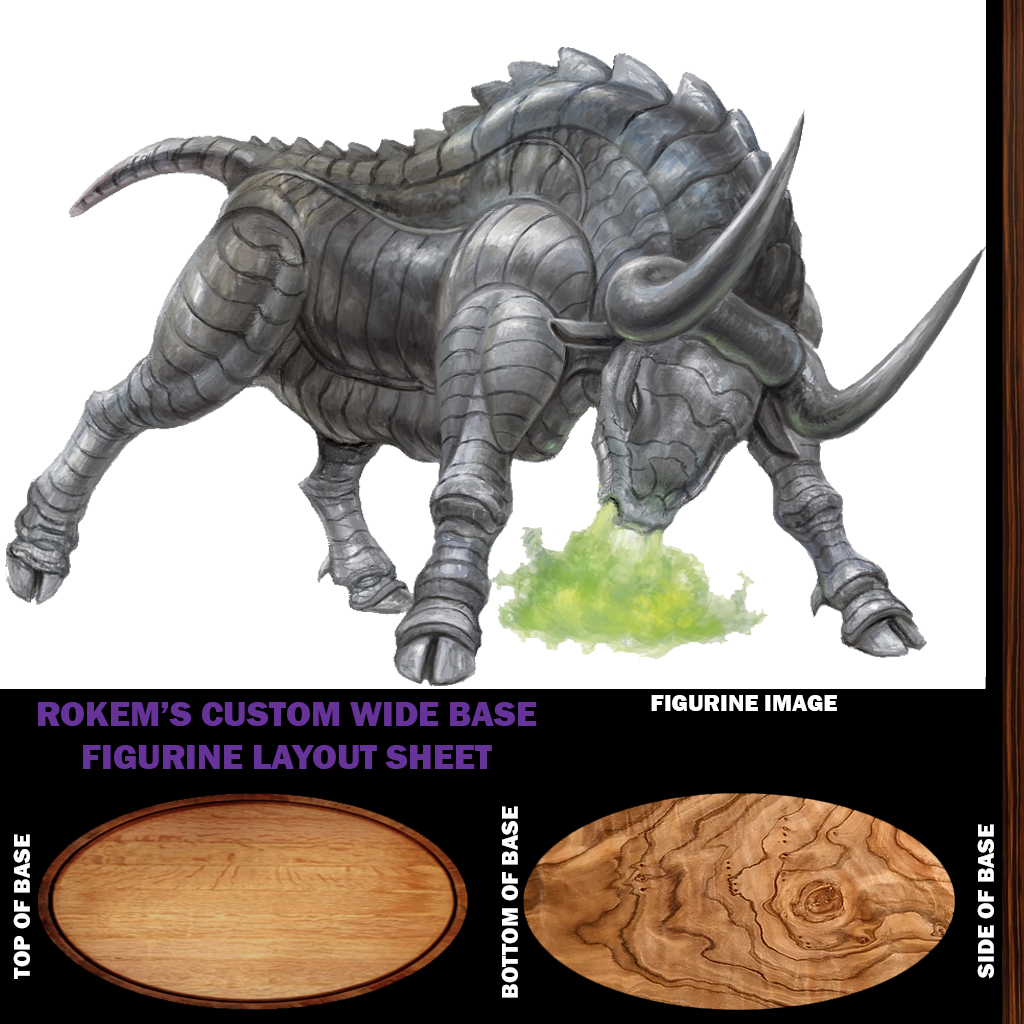 FIGURINE IMAGE
ROKEM'S CUSTOM WIDE BASE
FIGURINE LAYOUT SHEET
TOP OF BASE
BOTTOM OF BASE
SIDE OF BASE